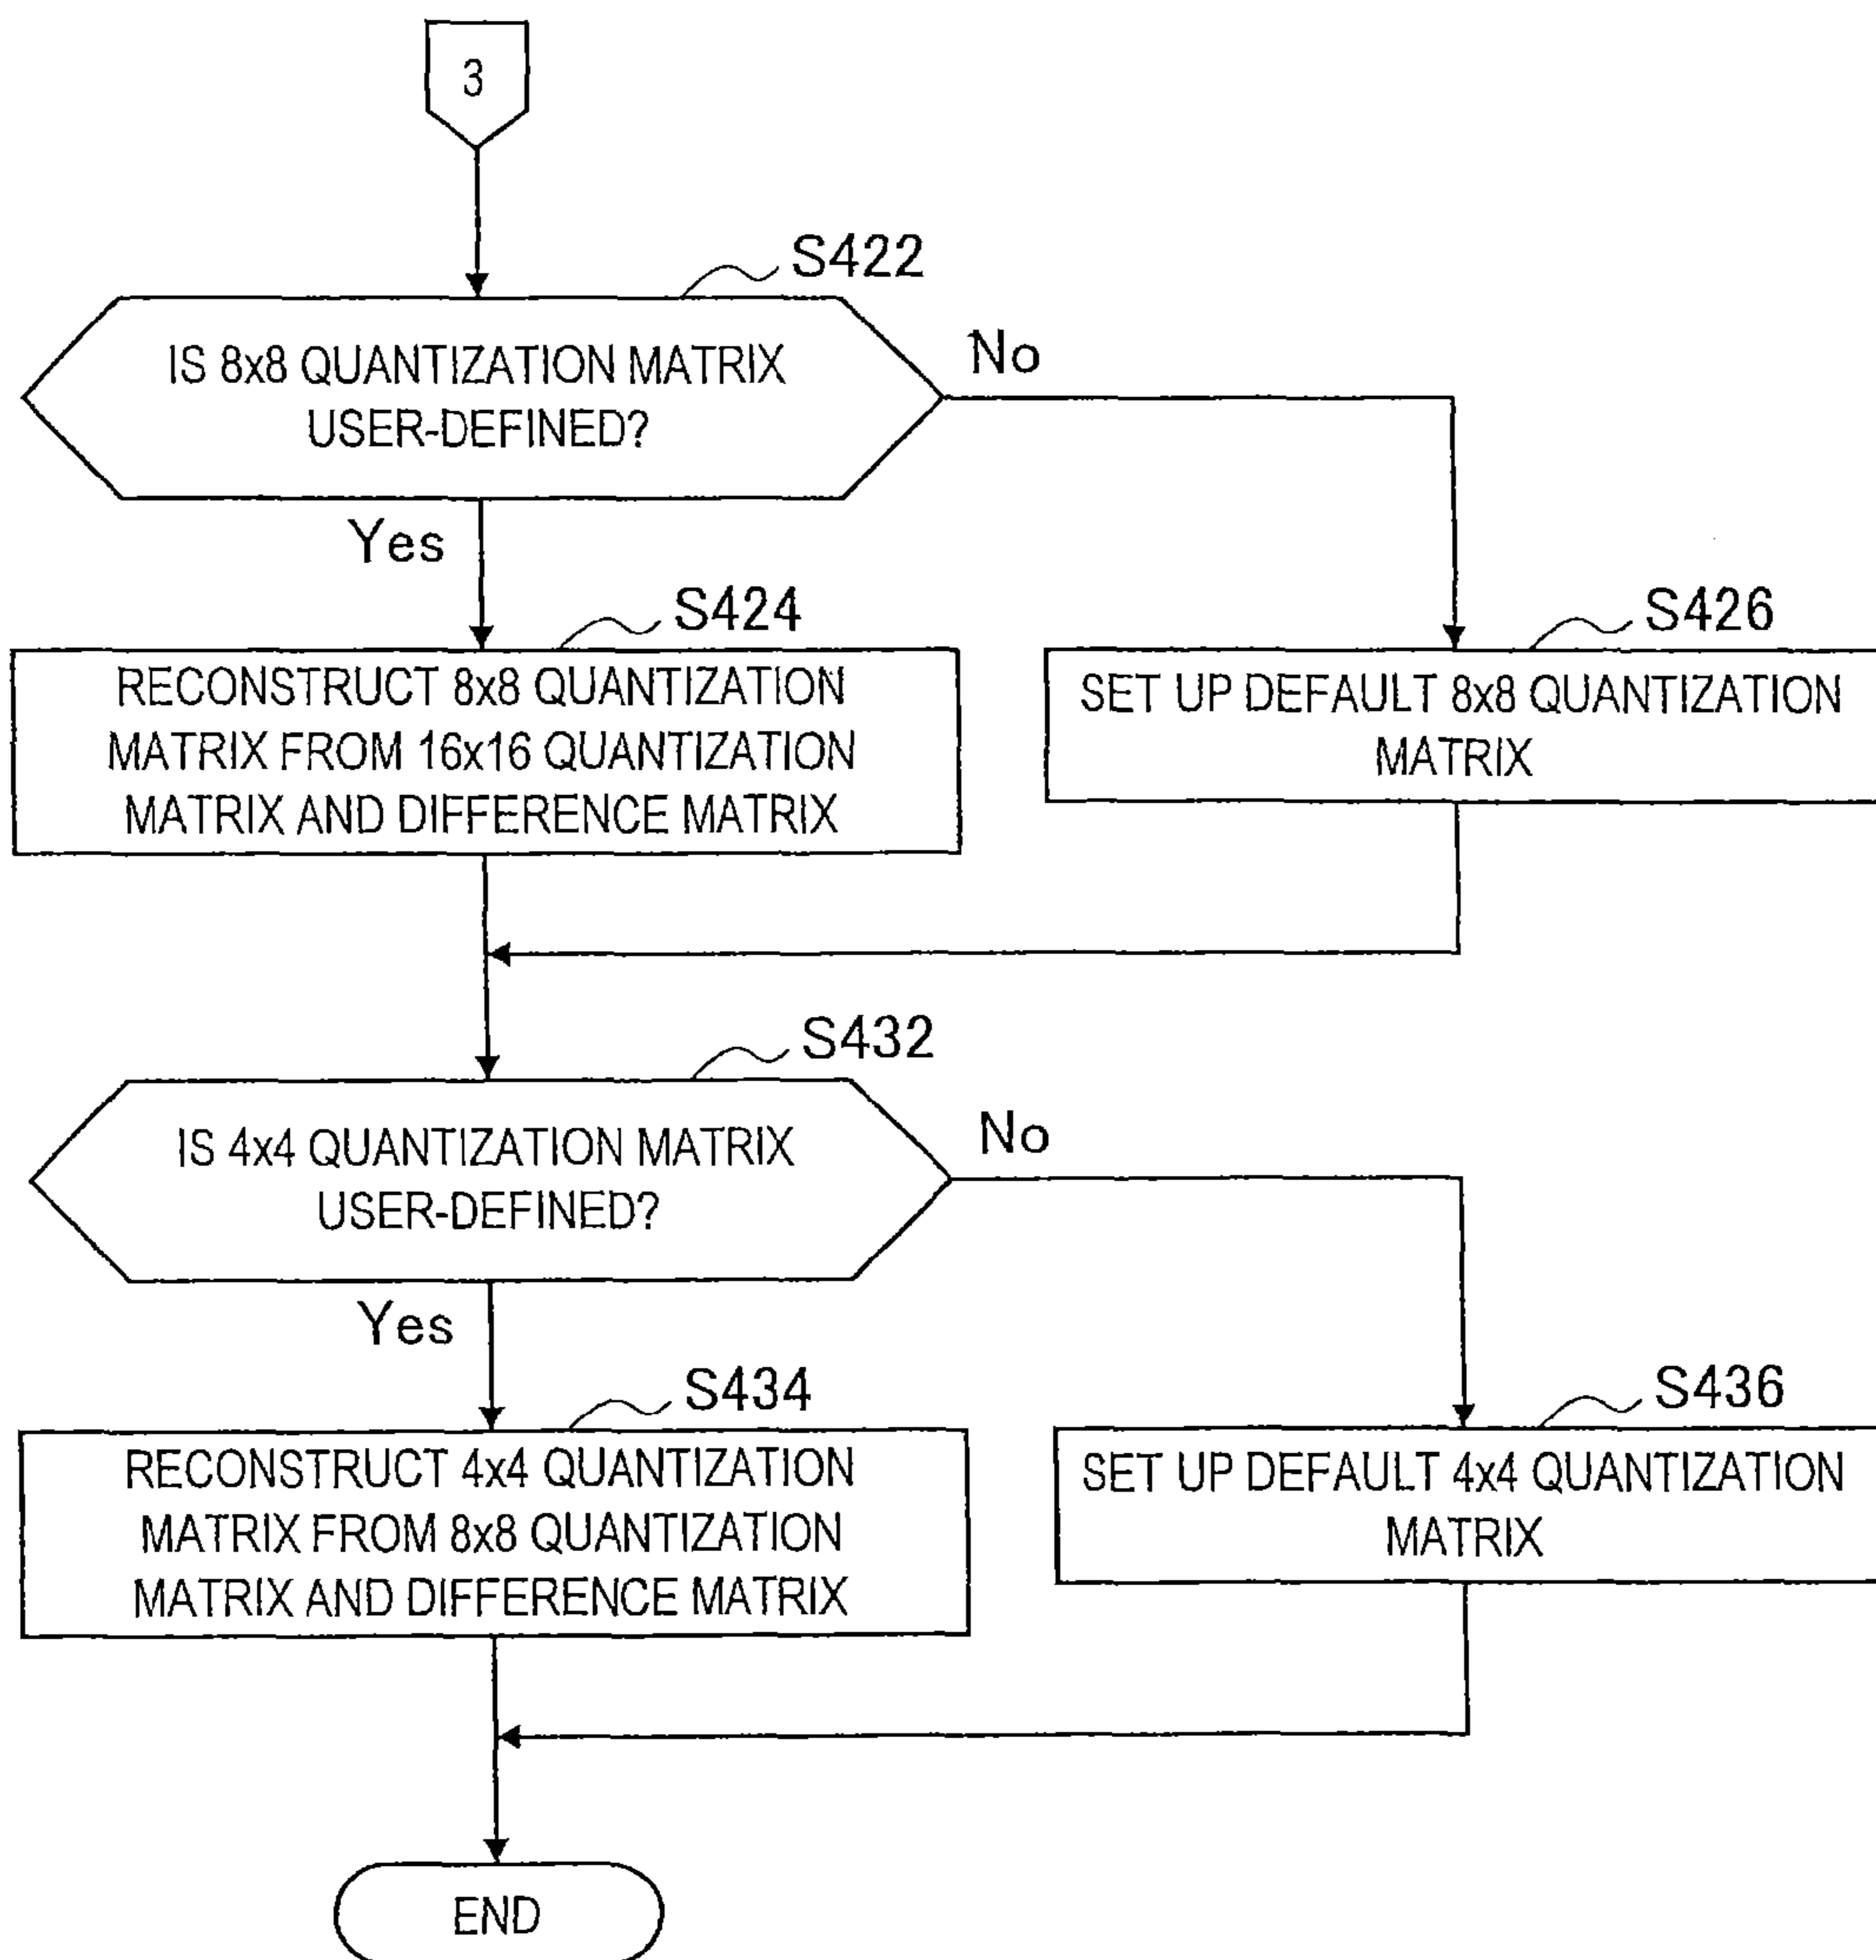 3
S422
IS 8x8 QUANTIZATION MATRIX
USER-DEFINED?
No
Yes
S424
RECONSTRUCT 8x8 QUANTIZATION
MATRIX FROM 16x16 QUANTIZATION
MATRIX AND DIFFERENCE MATRIX
S426
SET UP DEFAULT 8x8 QUANTIZATION
MATRIX
S432
IS 4x4 QUANTIZATION MATRIX
USER-DEFINED?
No
Yes
S434
RECONSTRUCT 4x4 QUANTIZATION
MATRIX FROM 8x8 QUANTIZATION
MATRIX AND DIFFERENCE MATRIX
S436
SET UP DEFAULT 4x4 QUANTIZATION
MATRIX
END